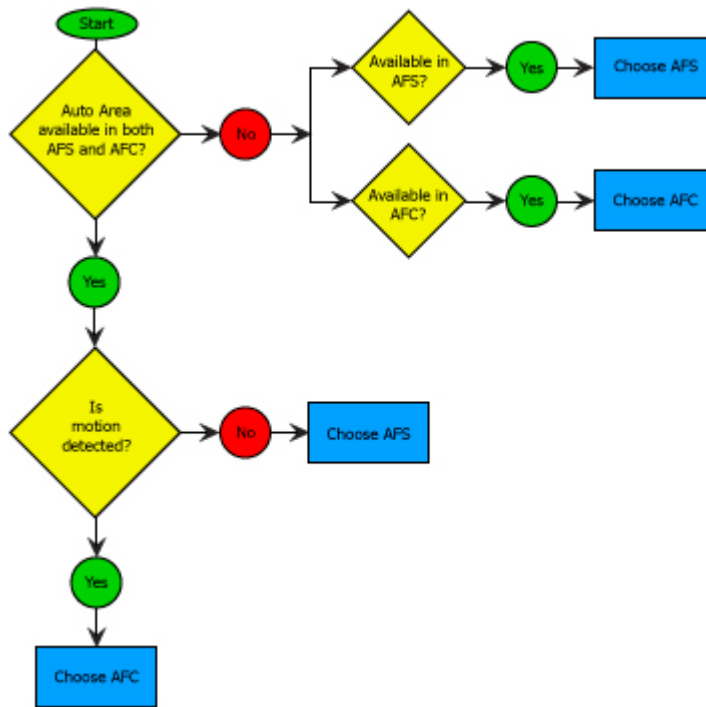 Start
Auto Area
available in both
AFS and AFC?
No
Available in
AFS?
Yes
Choose AFS
Available in
AFC?
Yes
Choose AFC
Yes
Is
motion
detected?
No
Choose AFS
Yes
Choose AFC